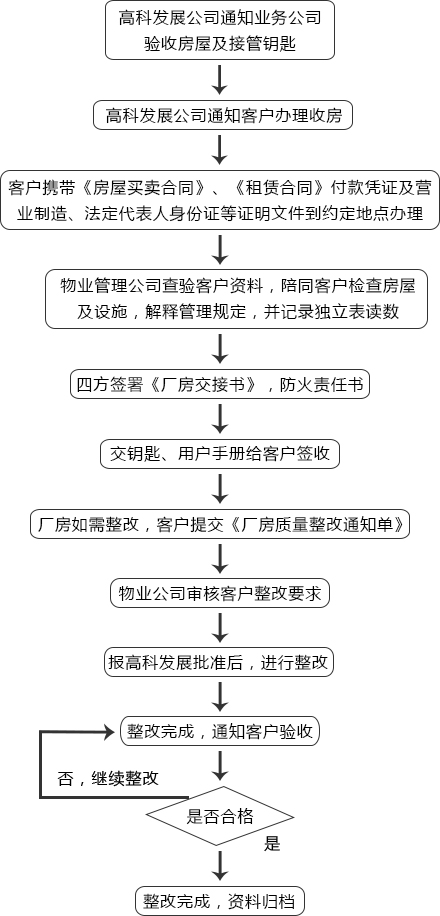 高科发展公司通知业务公司
验收房屋及接管钥匙
高科发展公司通知客户办理收房
客户携带《房屋买卖合同》、《租赁合同》付款凭证及营
业制造、法定代表人身份证等证明文件到约定地点办理
物业管理公司查验客户资料，陪同客户检查房屋
及设施，解释管理规定，并记录独立表读数
四方签署《厂房交接书》，防火责任书
交钥匙、用户手册给客户签收
厂房如需整改，客户提交《厂房质量整改通知单》
物业公司审核客户整改要求
报高科发展批准后，进行整改
整改完成，通知客户验收
否，继续整改
是否合格
是
整改完成，资料归档